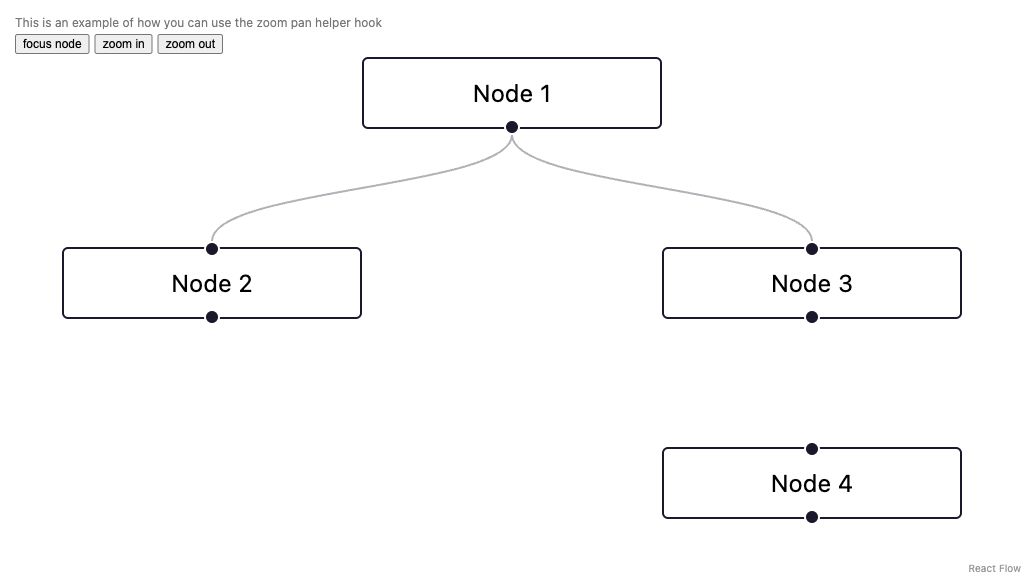 This is an example of how you can use the zoom pan helper hook
focus node zoom in zoom out
Node 1
Node 2 Node 3
Node 4
React Flow